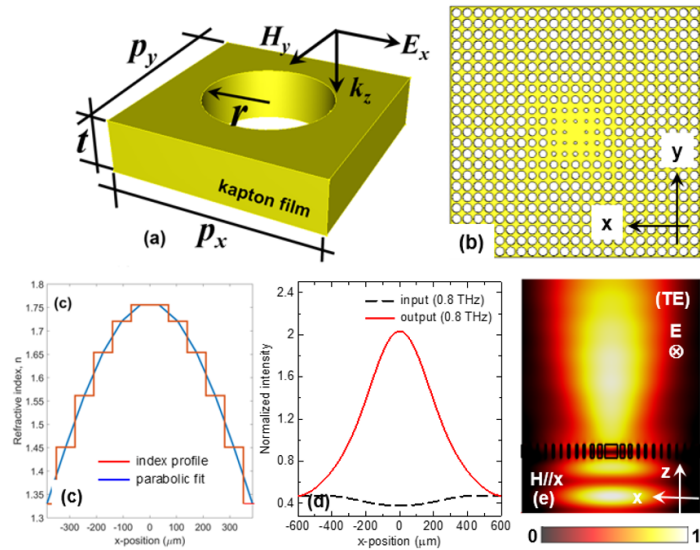 H_y
E_x
p_y
k_z
r
t
kapton film
(a)
p_x
y
x
(b)
1.8
1.75
1.7
1.65
1.6
1.55
1.5
1.45
1.4
1.35
1.3
(c)
Refractive index, n
index profile
parabolic fit
(c)
-300 -200 -100 0 100 200 300
x-position (μm)
2.4
2.0
1.6
1.2
0.8
0.4
Normalized intensity
input (0.8 THz)
output (0.8 THz)
(d)
-600 -400 -200 0 200 400 600
x-position (μm)
(TE)
E
H//x
z
(e)
x
0 1